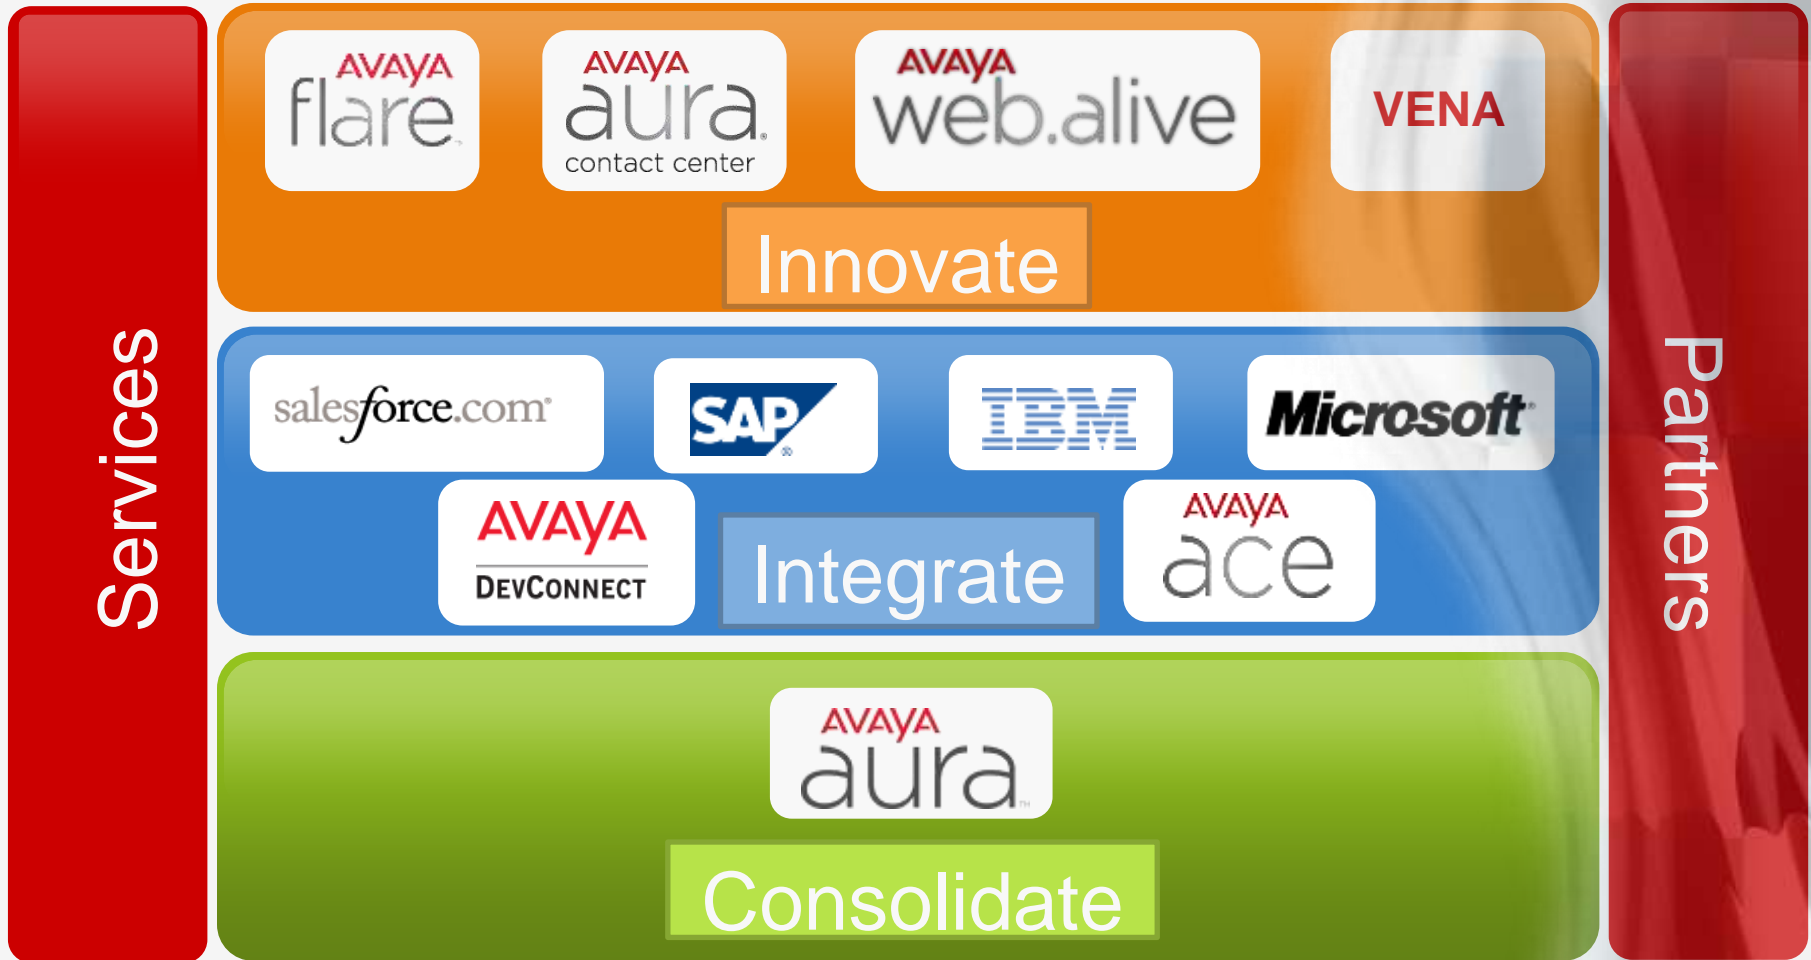 Services
AVAYA
flare
AVAYA
aura®
contact center
AVAYA
web.alive
VENA
Innovate
salesforce.com®
SAP®
IBM
Microsoft®
AVAYA
DEVCONNECT
Integrate
AVAYA
ace
AVAYA
aura™
Consolidate
Partners